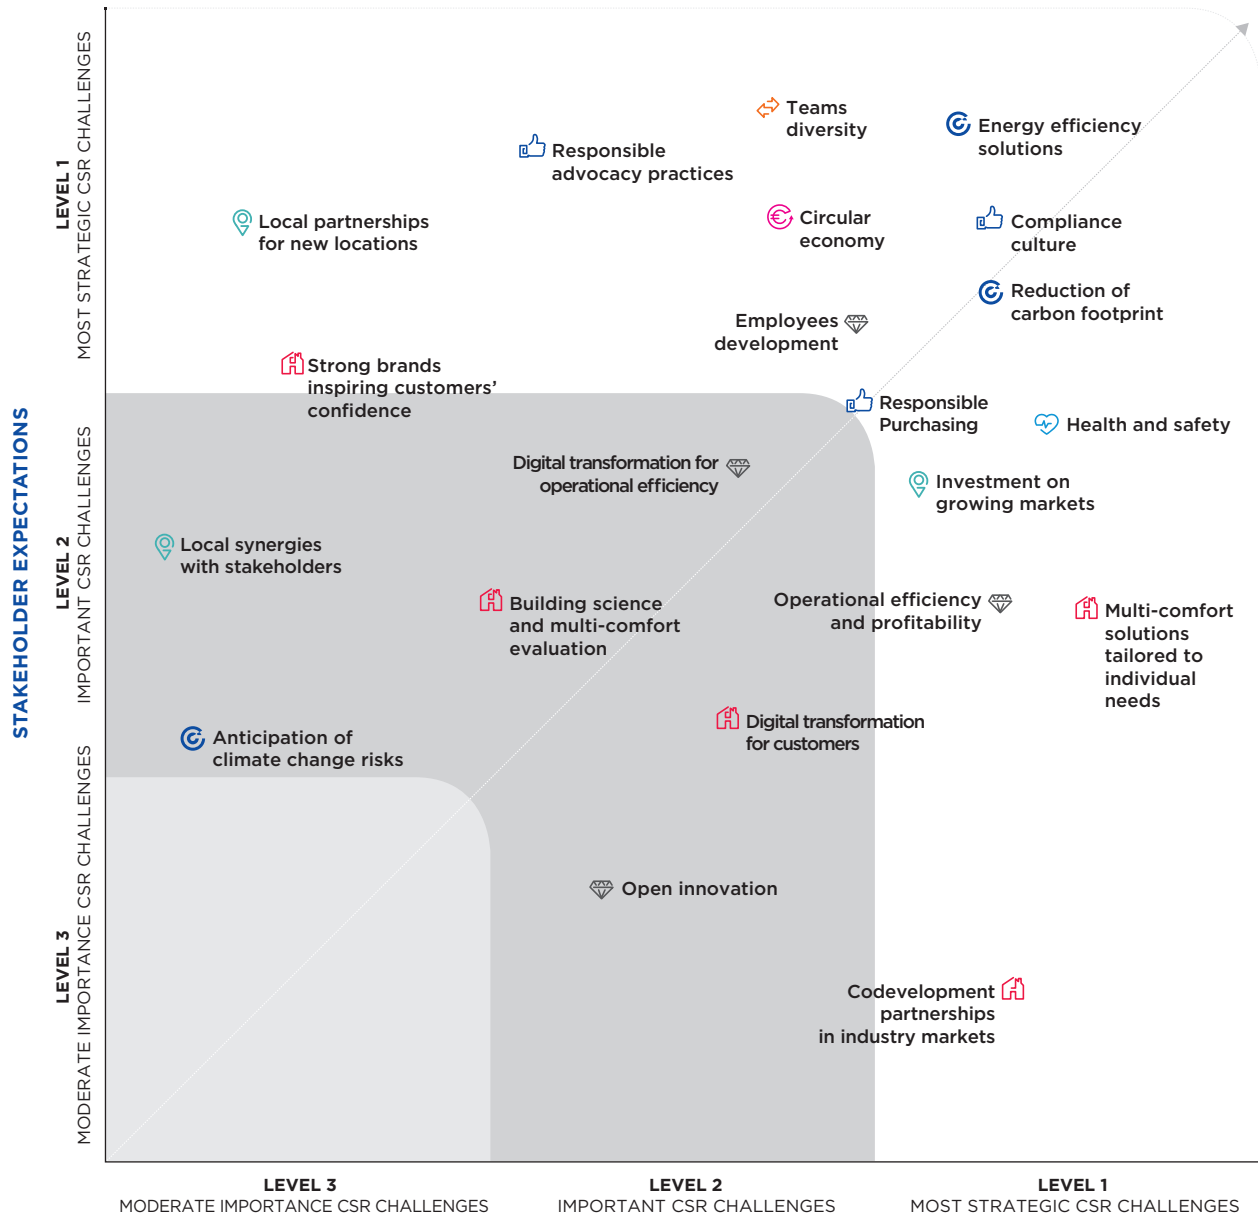 STAKEHOLDER EXPECTATIONS
LEVEL 1
MOST STRATEGIC CSR CHALLENGES
LEVEL 2
IMPORTANT CSR CHALLENGES
LEVEL 3
MODERATE IMPORTANCE CSR CHALLENGES
Teams
diversity
Energy efficiency
solutions
Responsible
advocacy practices
Local partnerships
for new locations
Circular
economy
Compliance
culture
Reduction of
carbon footprint
Employees
development
Strong brands
inspiring customers’
confidence
Responsible
Purchasing
Health and safety
Digital transformation for
operational efficiency
Investment on
growing markets
Local synergies
with stakeholders
Building science
and multi-comfort
evaluation
Operational efficiency
and profitability
Multi-comfort
solutions
tailored to
individual
needs
Digital transformation
for customers
Anticipation of
climate change risks
Open innovation
Codevelopment
partnerships
in industry markets
LEVEL 3
MODERATE IMPORTANCE CSR CHALLENGES
LEVEL 2
IMPORTANT CSR CHALLENGES
LEVEL 1
MOST STRATEGIC CSR CHALLENGES